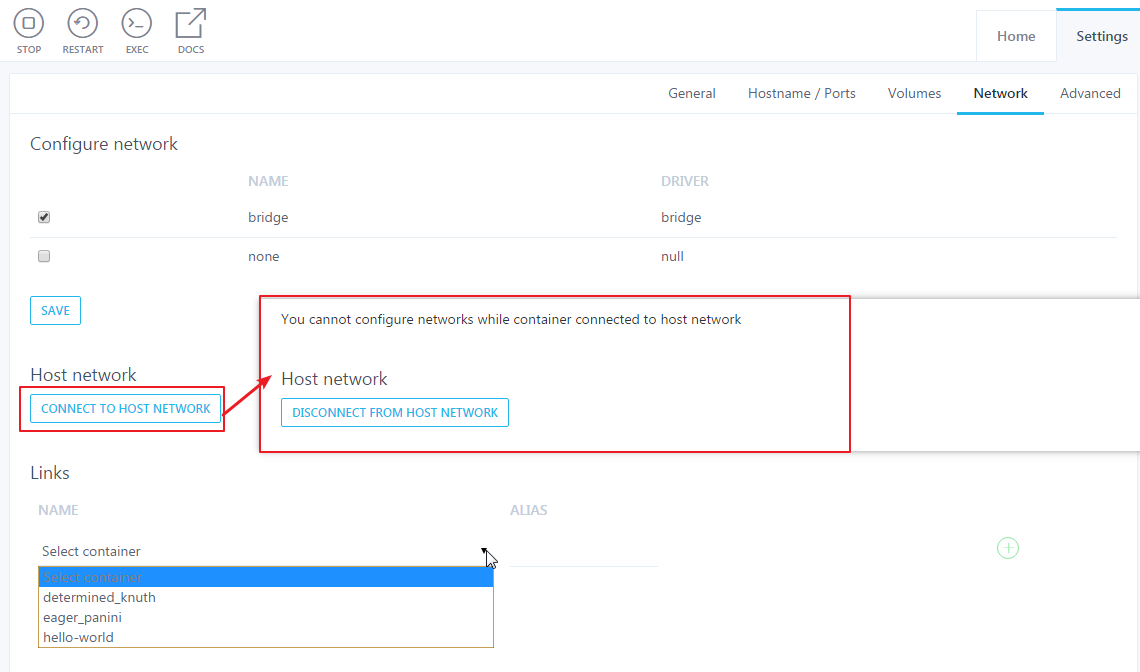 STOP RESTART EXEC DOCS
Home Settings
General Hostname / Ports Volumes Network Advanced
Configure network
NAME DRIVER
bridge bridge
none null
SAVE
You cannot configure networks while container connected to host network
Host network
CONNECT TO HOST NETWORK
Host network
DISCONNECT FROM HOST NETWORK
Links
NAME ALIAS
Select container
Select container
determined_knuth
eager_panini
hello-world